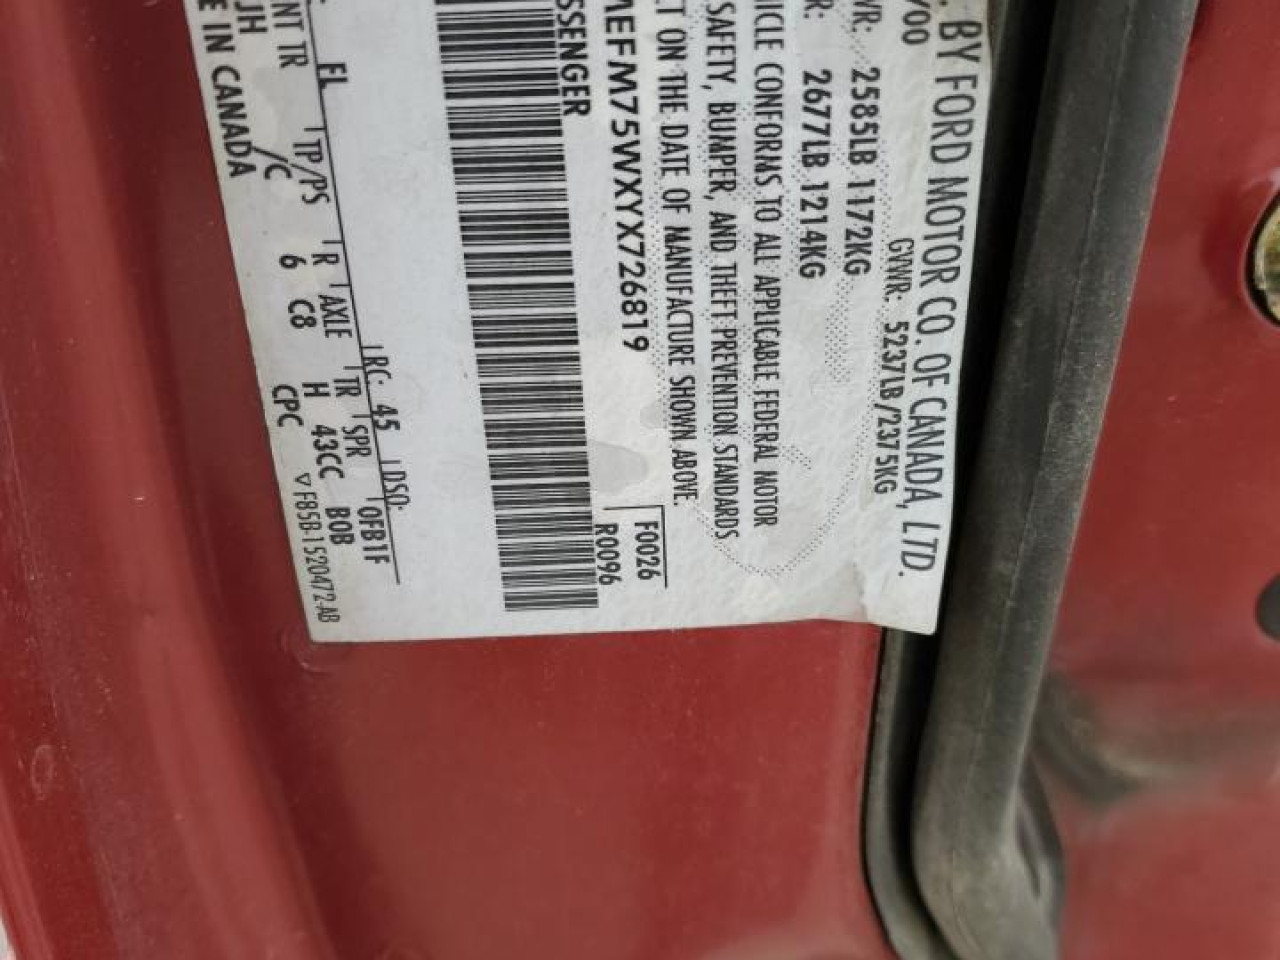 . BY FORD MOTOR CO. OF CANADA, LTD.
/00 GVWR: 5237LB/2375KG
WR: 2585LB 1172KG
R: 2677LB 1214KG
ICLE CONFORMS TO ALL APPLICABLE FEDERAL MOTOR
SAFETY, BUMPER, AND THEFT PREVENTION STANDARDS
CT ON THE DATE OF MANUFACTURE SHOWN ABOVE.
MEFM75WXYX726819
F0026
R0096
SSENGER
RC: 45 DSO:
EL
NT TR TP/PS R AXLE TR SPR 0FB1F
JH /C 6 C8 H 43CC B0B
E IN CANADA CPC
▽F85B-1520472-AB